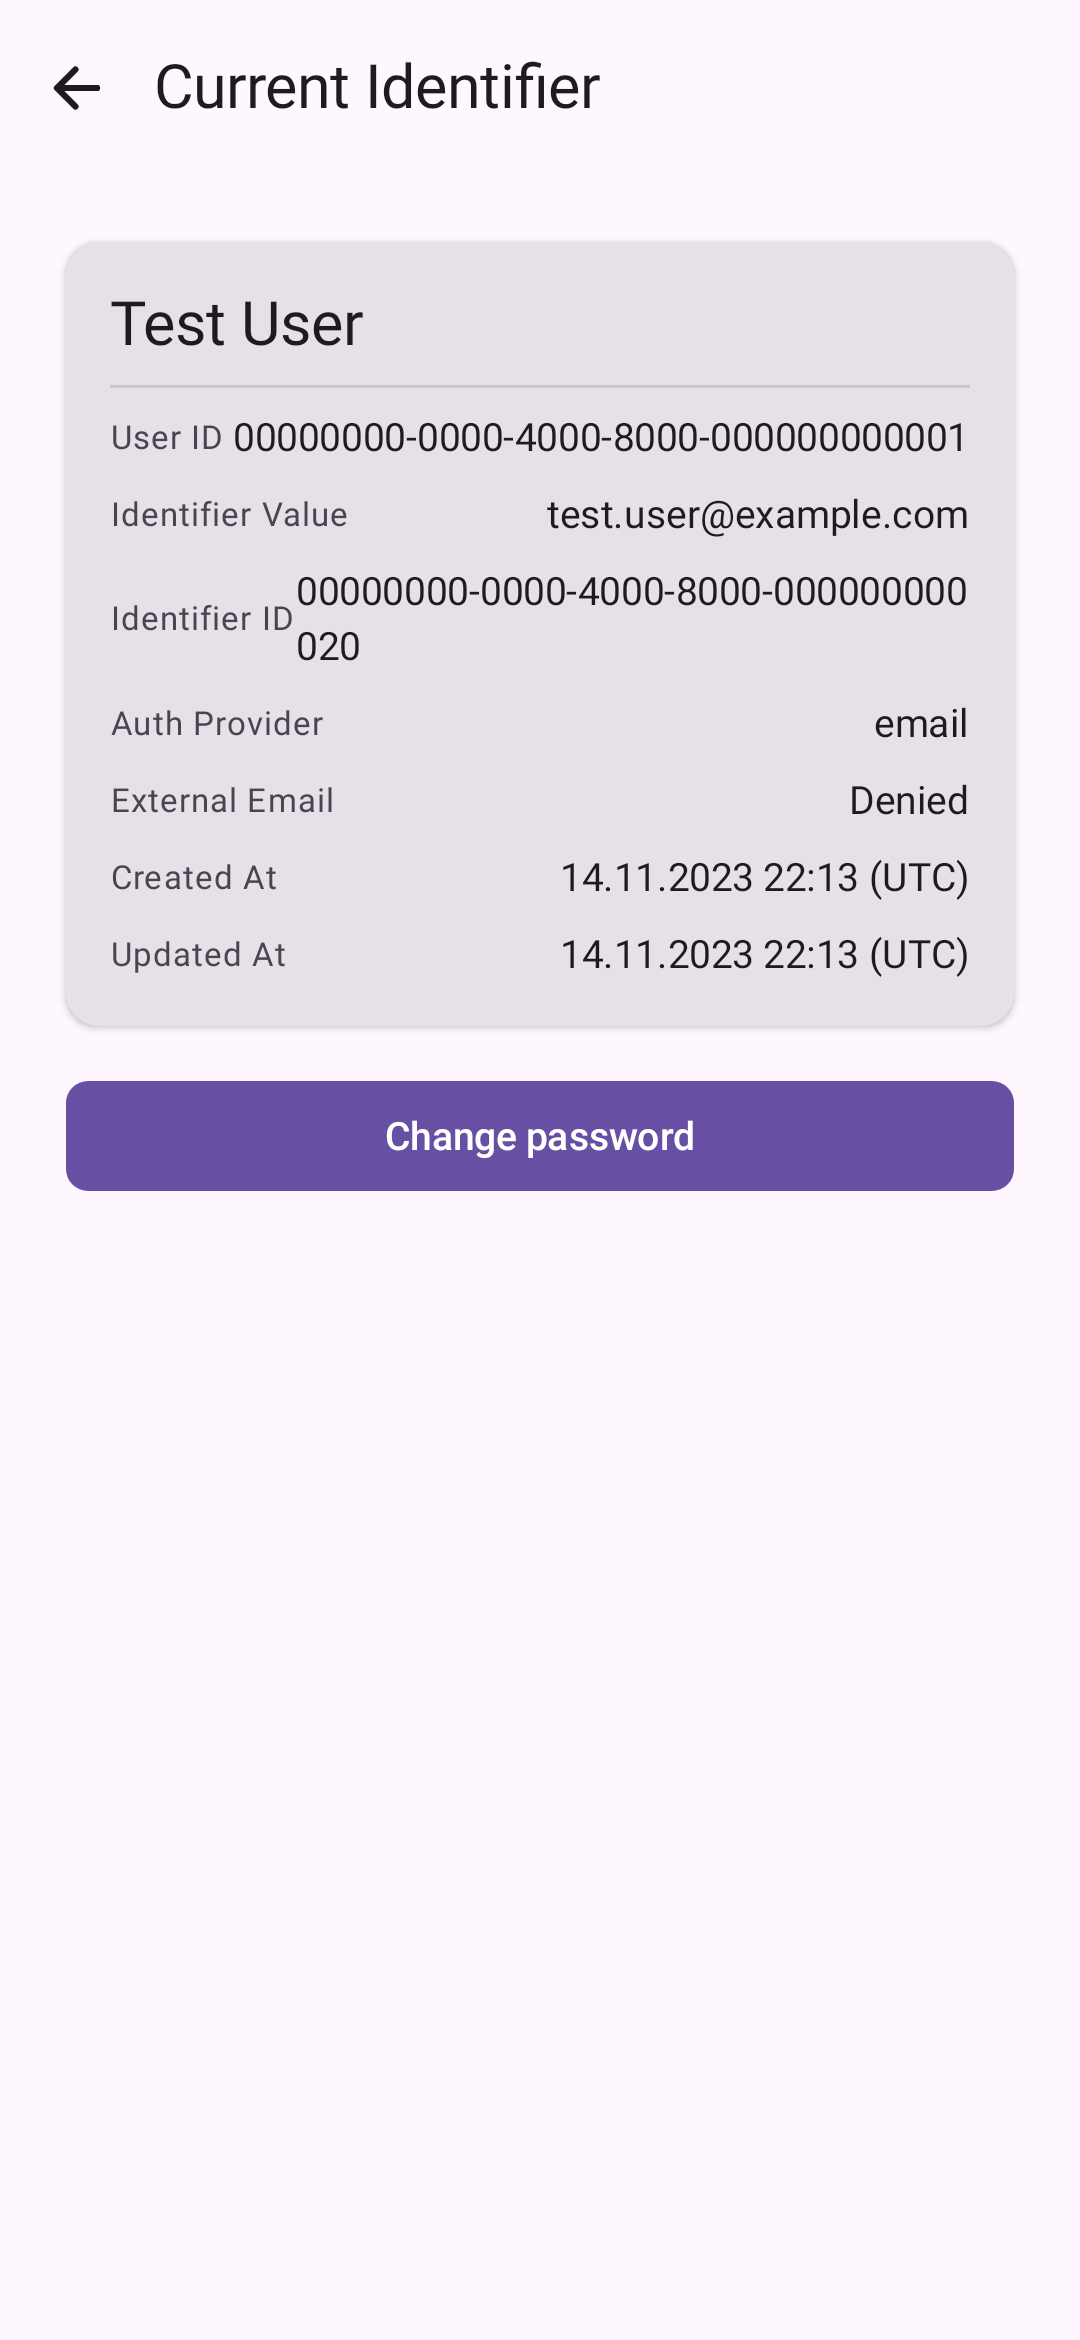 Current Identifier
Test User
User ID 00000000-0000-4000-8000-000000000001
Identifier Value test.user@example.com
Identifier ID 00000000-0000-4000-8000-000000000
020
Auth Provider email
External Email Denied
Created At 14.11.2023 22:13 (UTC)
Updated At 14.11.2023 22:13 (UTC)
Change password